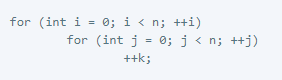 for (int i = 0; i < n; ++i)
        for (int j = 0; j < n; ++j)
                ++k;